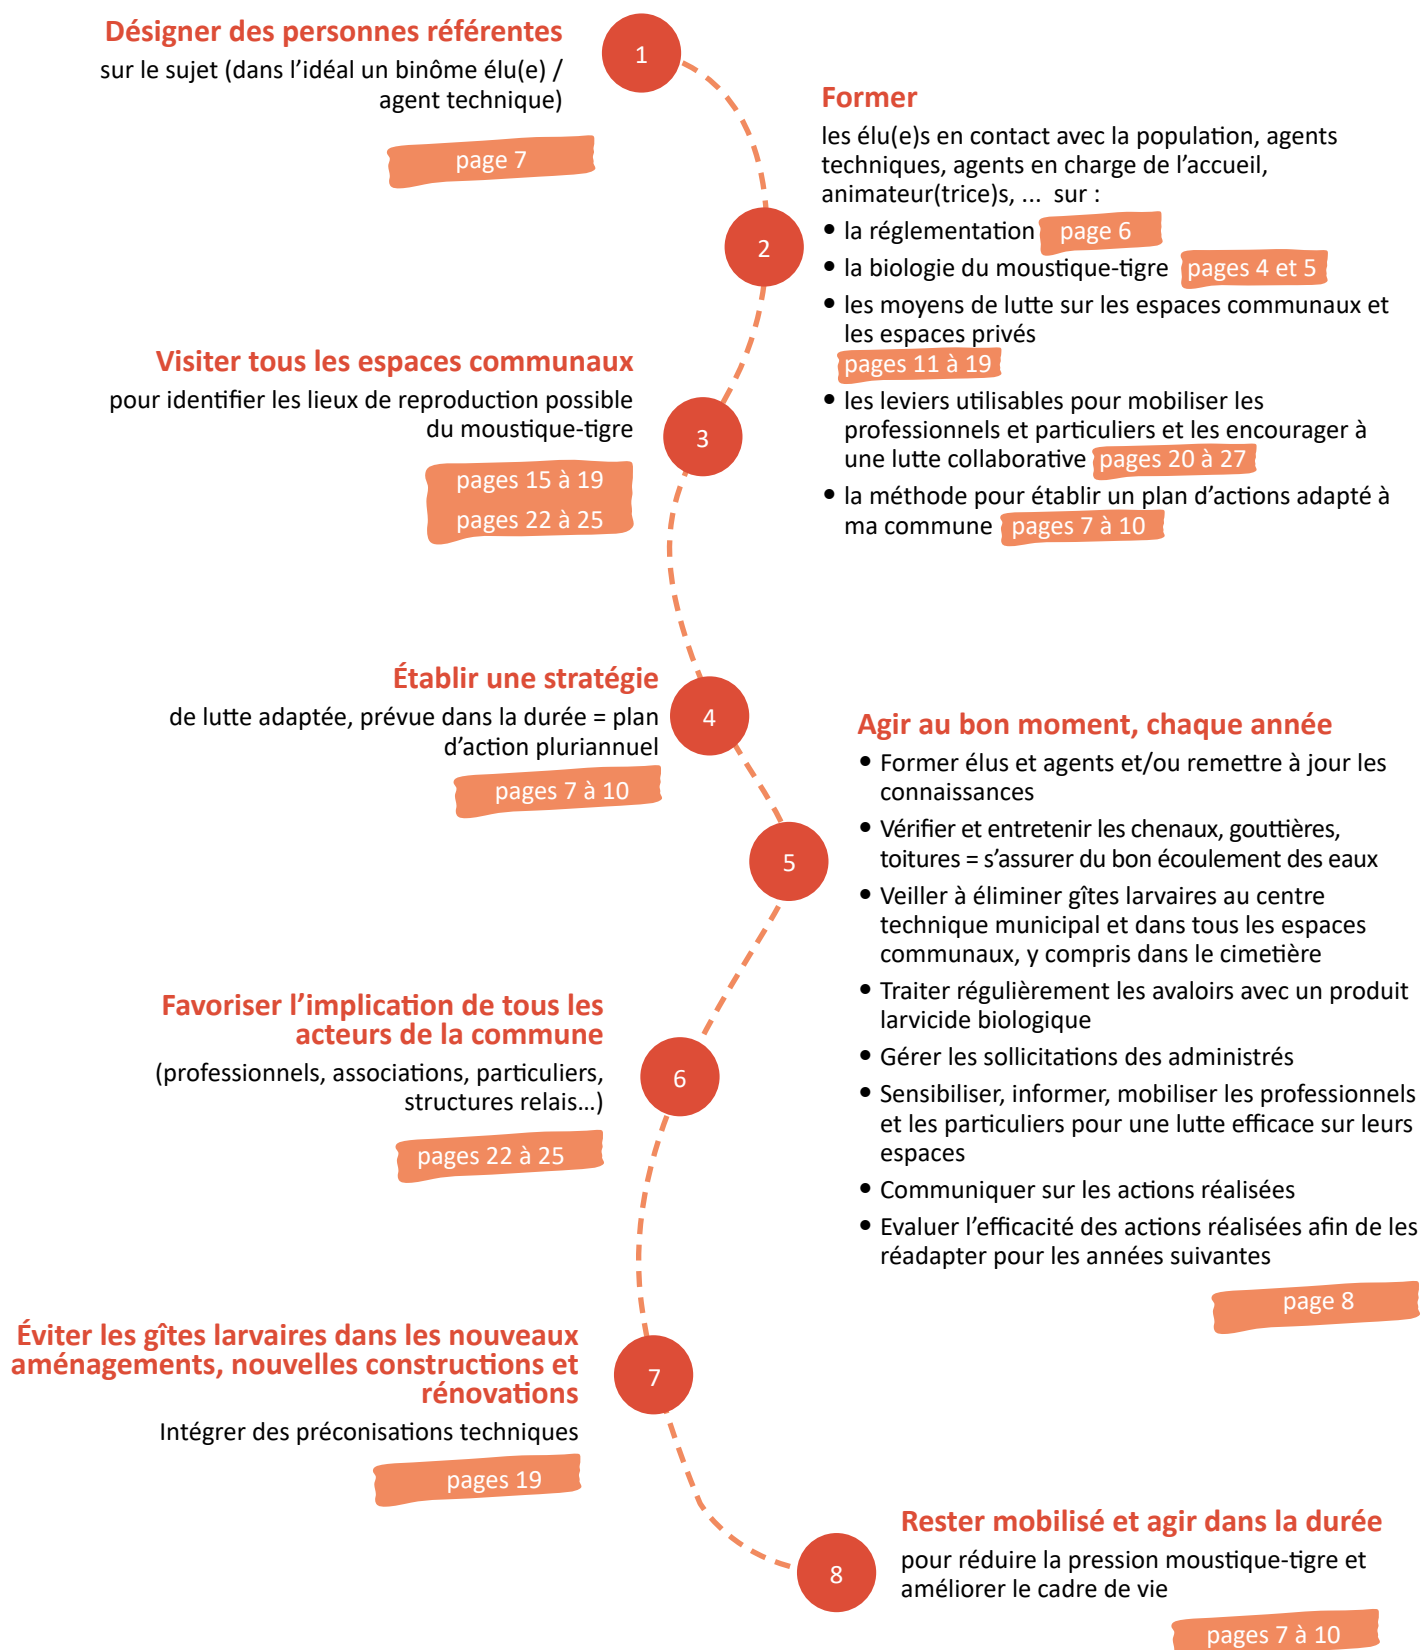 Désigner des personnes référentes
sur le sujet (dans l'idéal un binôme élu(e) /
agent technique)
page 7
1
Former
les élu(e)s en contact avec la population, agents
techniques, agents en charge de l'accueil,
animateur(trice)s, ... sur :
• la réglementation page 6
• la biologie du moustique-tigre pages 4 et 5
• les moyens de lutte sur les espaces communaux et
les espaces privés
pages 11 à 19
• les leviers utilisables pour mobiliser les
professionnels et particuliers et les encourager à
une lutte collaborative pages 20 à 27
• la méthode pour établir un plan d'actions adapté à
ma commune pages 7 à 10
2
Visiter tous les espaces communaux
pour identifier les lieux de reproduction possible
du moustique-tigre
pages 15 à 19
pages 22 à 25
3
Établir une stratégie
de lutte adaptée, prévue dans la durée = plan
d'action pluriannuel
pages 7 à 10
4
Agir au bon moment, chaque année
• Former élus et agents et/ou remettre à jour les
connaissances
• Vérifier et entretenir les chenaux, gouttières,
toitures = s'assurer du bon écoulement des eaux
• Veiller à éliminer gîtes larvaires au centre
technique municipal et dans tous les espaces
communaux, y compris dans le cimetière
• Traiter régulièrement les avaloirs avec un produit
larvicide biologique
• Gérer les sollicitations des administrés
• Sensibiliser, informer, mobiliser les professionnels
et les particuliers pour une lutte efficace sur leurs
espaces
• Communiquer sur les actions réalisées
• Evaluer l'efficacité des actions réalisées afin de les
réadapter pour les années suivantes
page 8
5
Favoriser l'implication de tous les
acteurs de la commune
(professionnels, associations, particuliers,
structures relais...)
pages 22 à 25
6
Éviter les gîtes larvaires dans les nouveaux
aménagements, nouvelles constructions et
rénovations
Intégrer des préconisations techniques
pages 19
7
Rester mobilisé et agir dans la durée
pour réduire la pression moustique-tigre et
améliorer le cadre de vie
pages 7 à 10
8